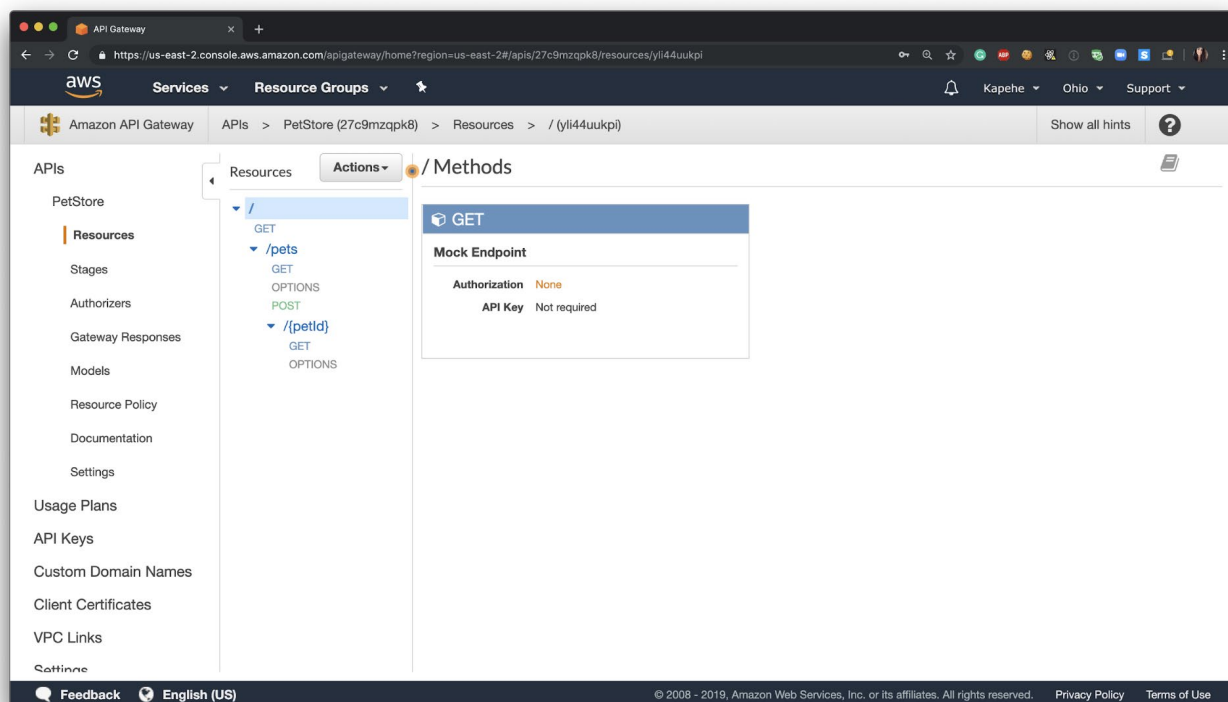 API Gateway
https://us-east-2.console.aws.amazon.com/apigateway/home?region=us-east-2#/apis/27c9mzqpk8/resources/yli44uukpi
aws Services Resource Groups Kapehe Ohio Support
Amazon API Gateway APIs > PetStore (27c9mzqpk8) > Resources > / (yli44uukpi) Show all hints ?
APIs
PetStore
Resources
Stages
Authorizers
Gateway Responses
Models
Resource Policy
Documentation
Settings
Usage Plans
API Keys
Custom Domain Names
Client Certificates
VPC Links
Settings
Resources Actions
/
GET
/pets
GET
OPTIONS
POST
/{petId}
GET
OPTIONS
/ Methods
GET
Mock Endpoint
Authorization None
API Key Not required
Feedback English (US) © 2008 - 2019, Amazon Web Services, Inc. or its affiliates. All rights reserved. Privacy Policy Terms of Use